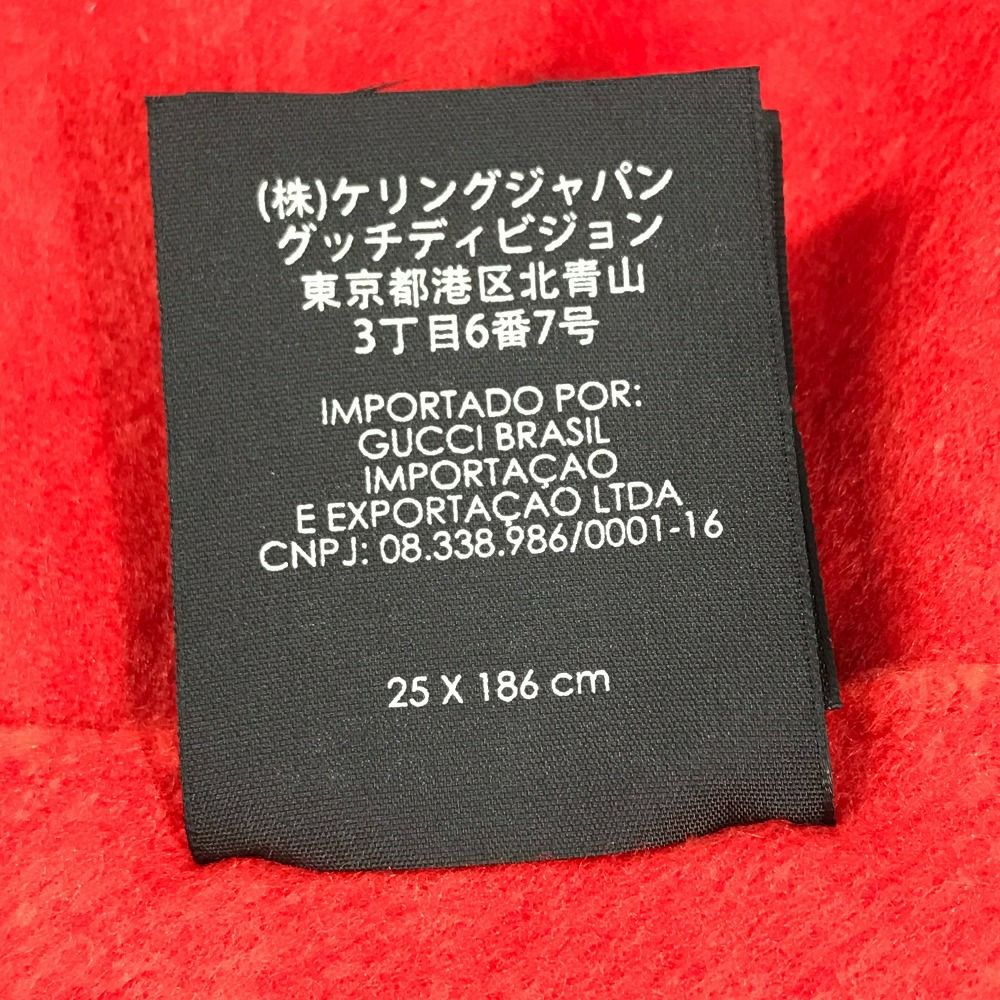 (株)ケリングジャパン
グッチディビジョン
東京都港区北青山
3丁目6番7号
IMPORTADO POR:
GUCCI BRASIL
IMPORTAÇAO
E EXPORTAÇAO LTDA
CNPJ: 08.338.986/0001-16
25 X 186 cm